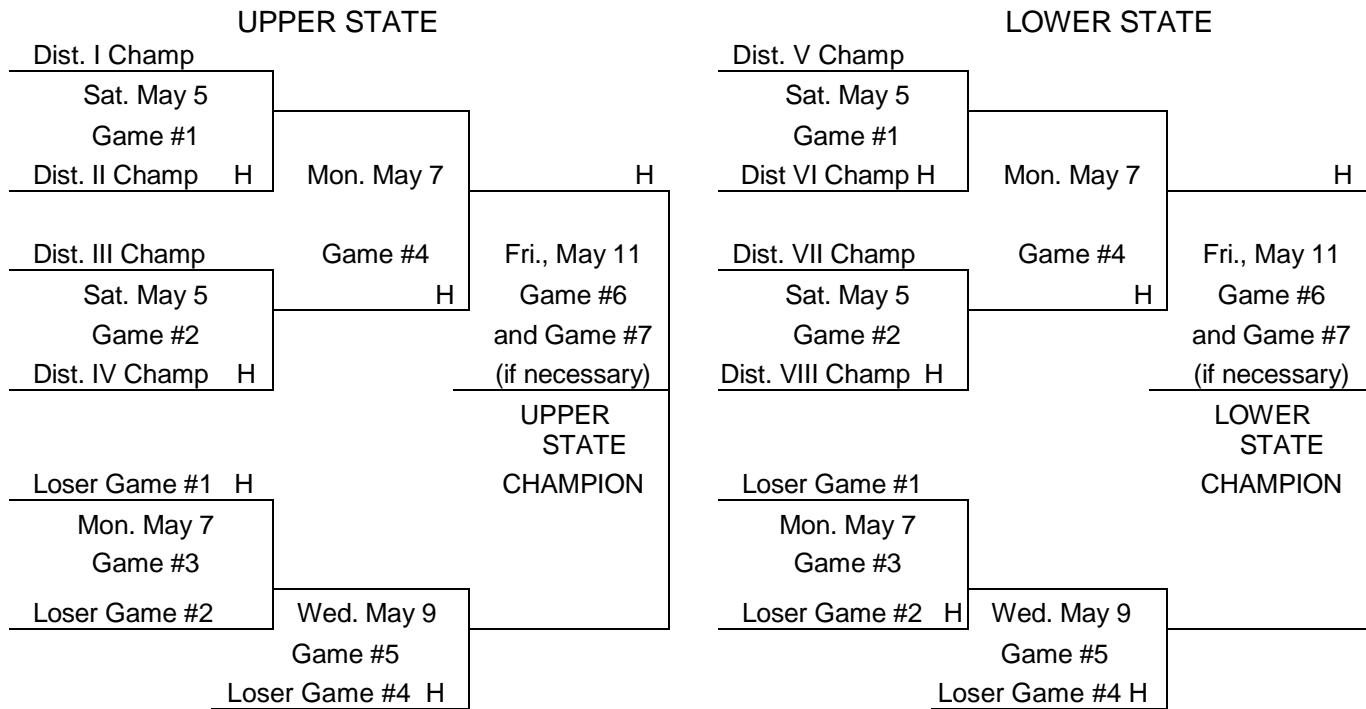 UPPER STATE
Dist. I Champ
Sat. May 5
Game #1
Dist. II Champ H
Mon. May 7
H
Dist. III Champ
Game #4
Fri., May 11
Sat. May 5
H
Game #6
Game #2
and Game #7
Dist. IV Champ H
(if necessary)
UPPER
STATE
CHAMPION
Loser Game #1 H
Mon. May 7
Game #3
Loser Game #2
Wed. May 9
Game #5
Loser Game #4 H
LOWER STATE
Dist. V Champ
Sat. May 5
Game #1
Dist VI Champ H
Mon. May 7
H
Dist. VII Champ
Game #4
Fri., May 11
Sat. May 5
H
Game #6
Game #2
and Game #7
Dist. VIII Champ H
(if necessary)
LOWER
STATE
CHAMPION
Loser Game #1
Mon. May 7
Game #3
Loser Game #2 H
Wed. May 9
Game #5
Loser Game #4 H